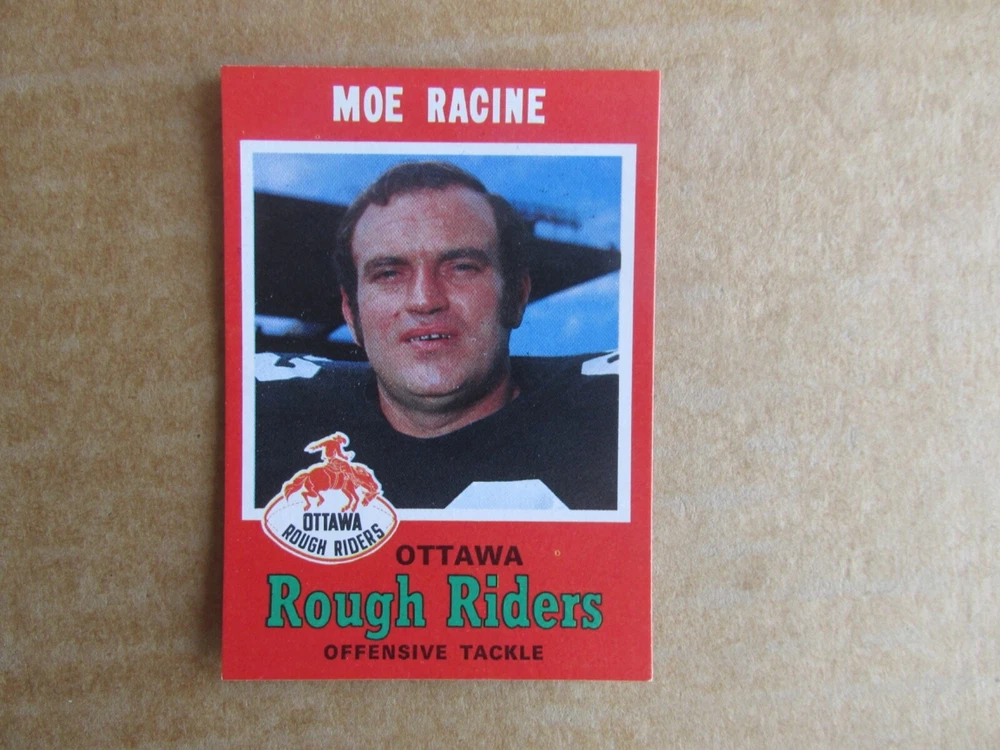 MOE RACINE
OTTAWA
ROUGH RIDERS
OTTAWA
Rough Riders
OFFENSIVE TACKLE